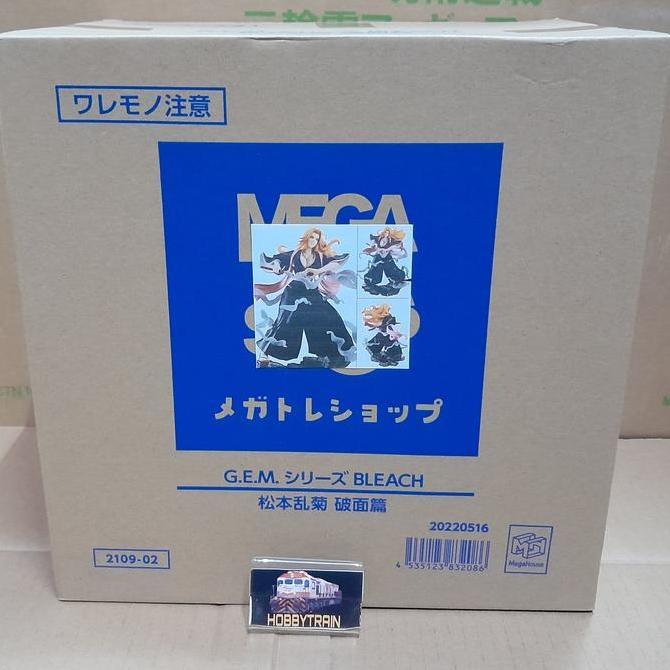 ワレモノ注意
MEGA
メガトレショップ
G.E.M. シリーズ BLEACH
松本乱菊 破面篇
20220516
2109-02
4 535123 832086
MegaHouse
HOBBYTRAIN